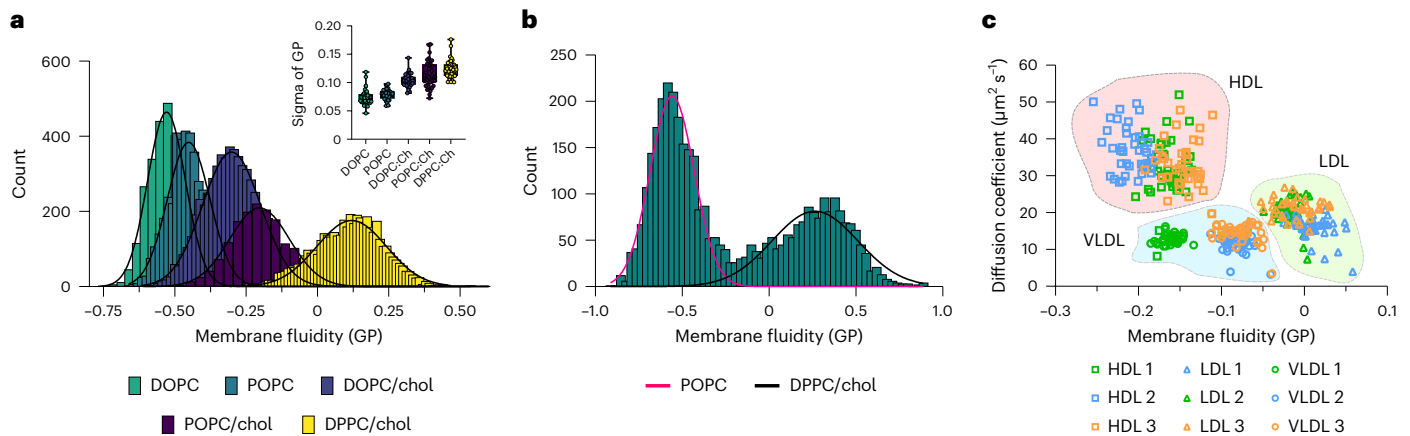 a
Count
600
400
200
0
−0.75
−0.50
−0.25
0
0.25
0.50
Membrane fluidity (GP)
Sigma of GP
0.20
0.15
0.10
0.05
0
DOPC
POPC
DOPC:Ch
POPC:Ch
DPPC:Ch
DOPC
POPC
DOPC/chol
POPC/chol
DPPC/chol
b
Count
250
200
150
100
50
0
−1.0
−0.5
0
0.5
1.0
Membrane fluidity (GP)
POPC
DPPC/chol
c
Diffusion coefficient (µm² s⁻¹)
60
50
40
30
20
10
0
HDL
LDL
VLDL
−0.3
−0.2
−0.1
0
0.1
Membrane fluidity (GP)
HDL 1
LDL 1
VLDL 1
HDL 2
LDL 2
VLDL 2
HDL 3
LDL 3
VLDL 3